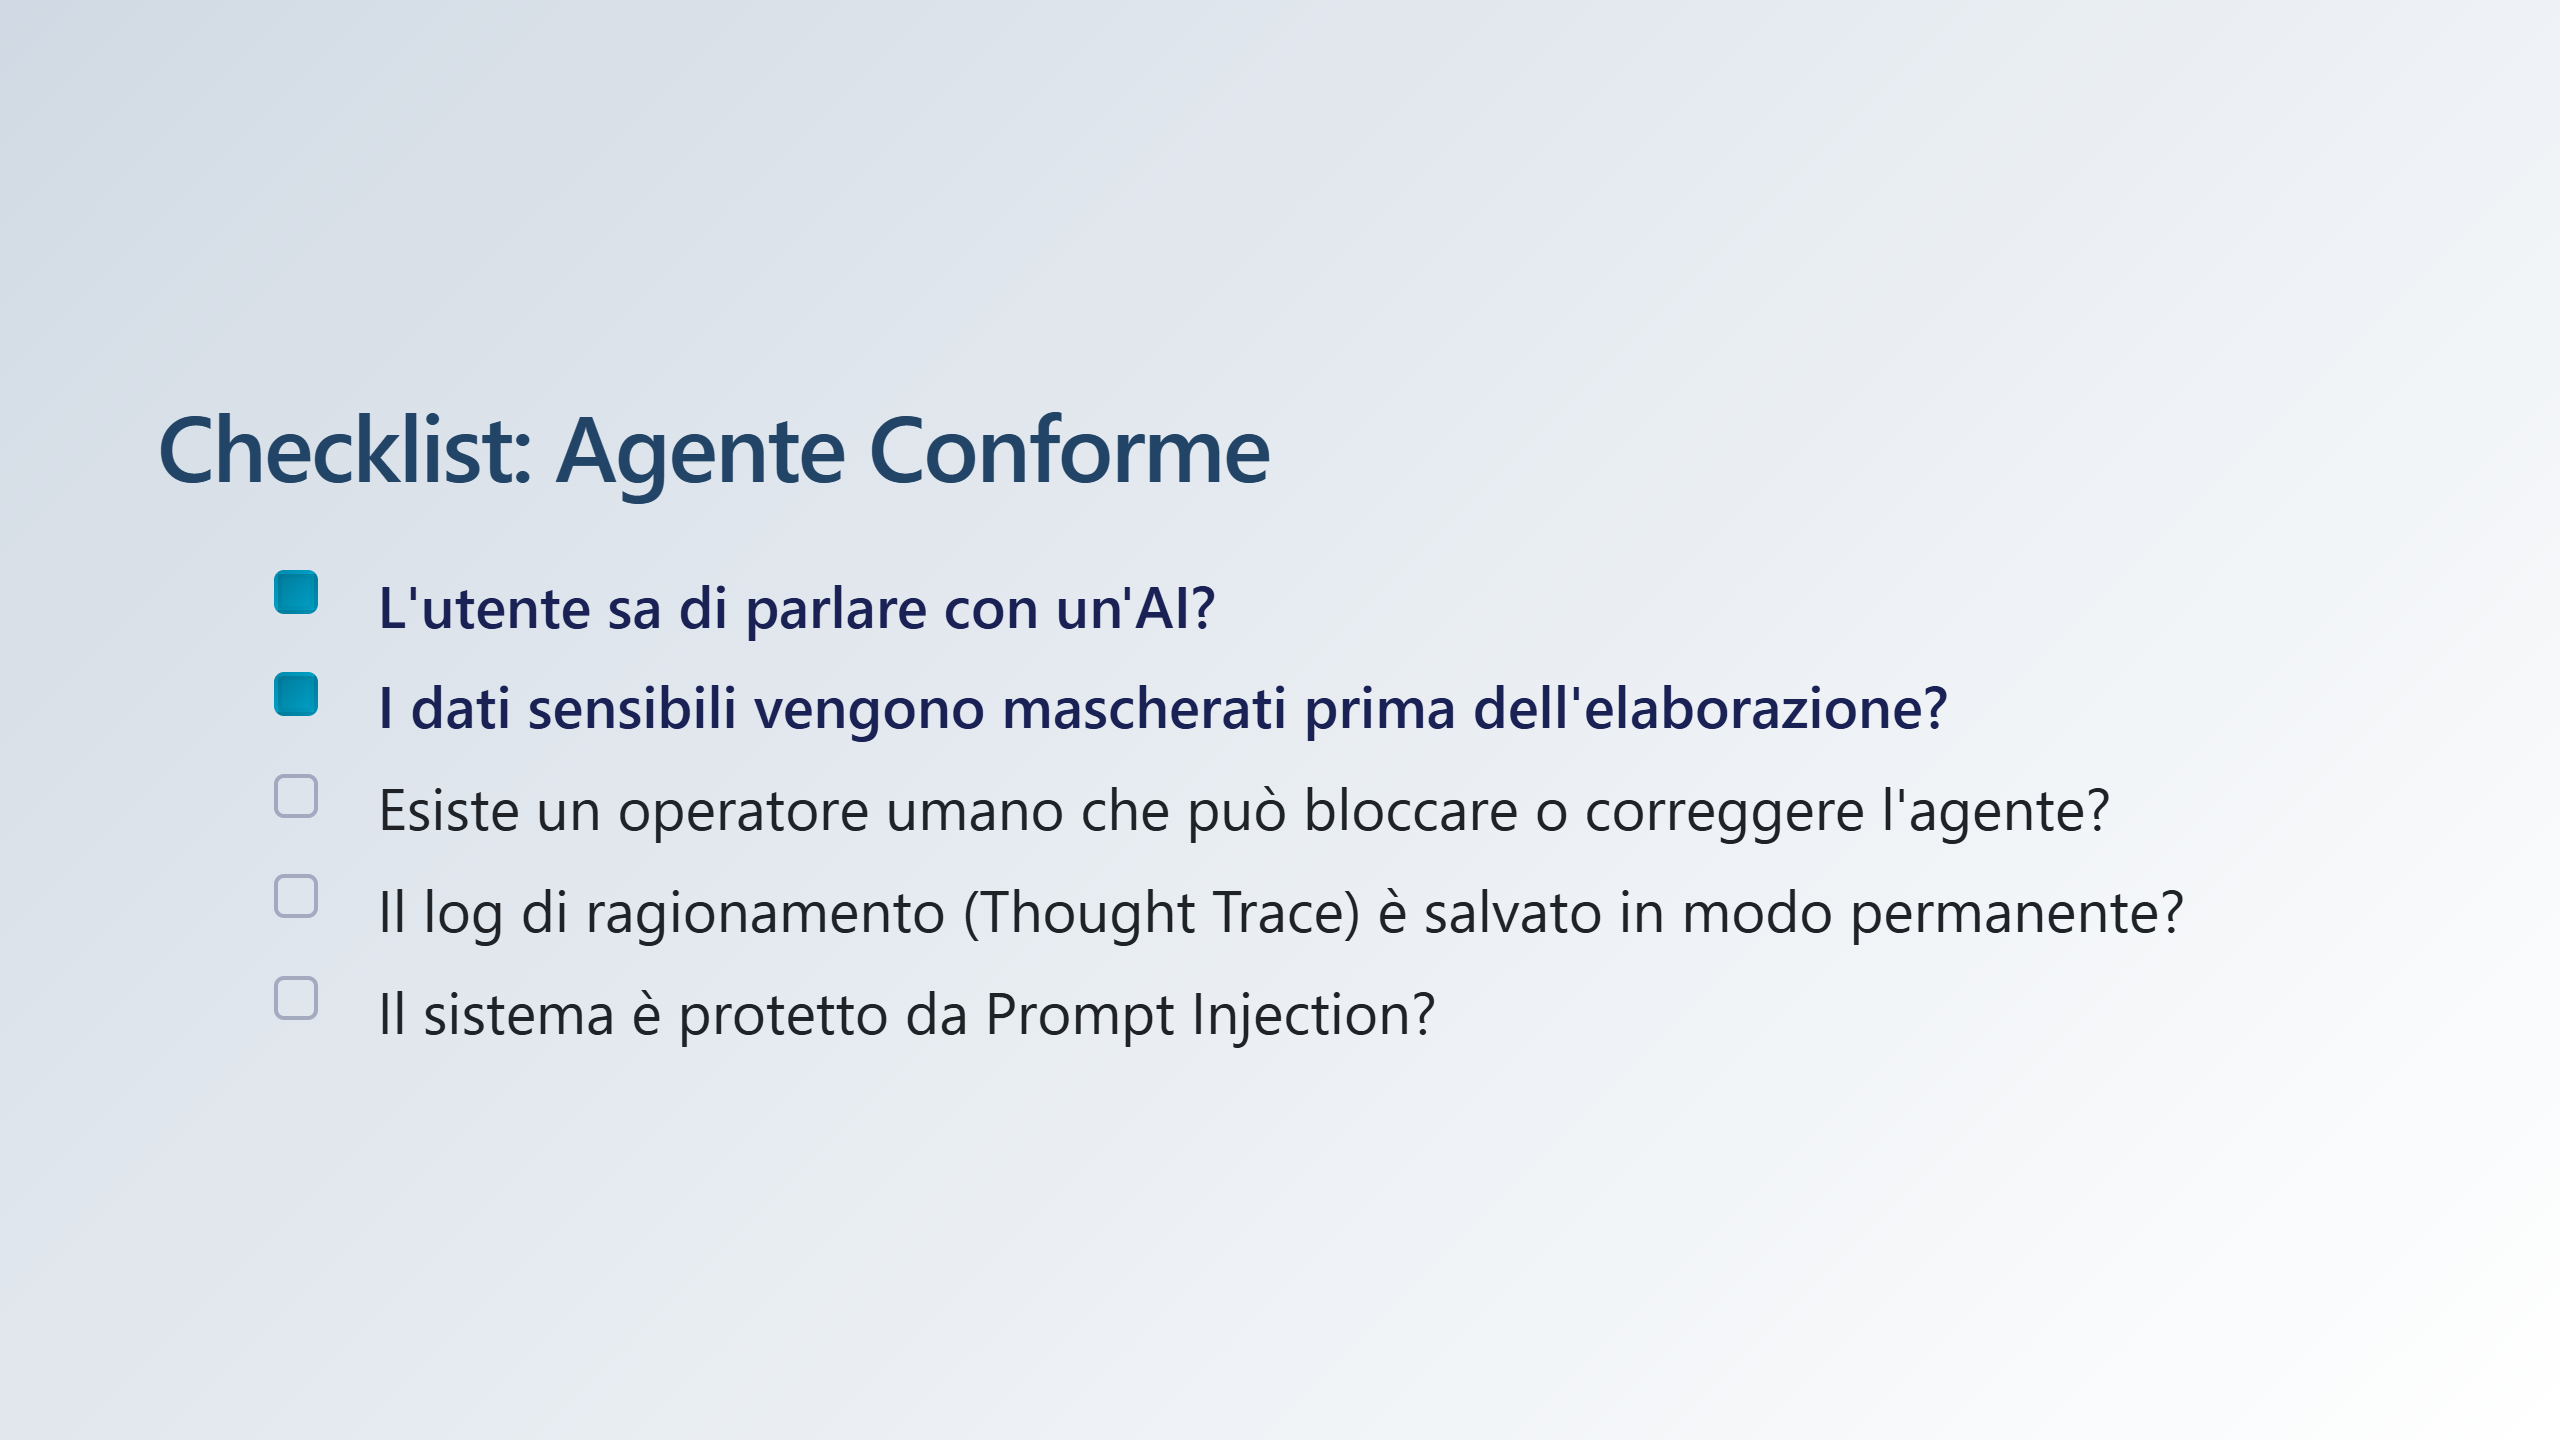 Checklist: Agente Conforme
L'utente sa di parlare con un'AI?
I dati sensibili vengono mascherati prima dell'elaborazione?
Esiste un operatore umano che può bloccare o correggere l'agente?
Il log di ragionamento (Thought Trace) è salvato in modo permanente?
Il sistema è protetto da Prompt Injection?